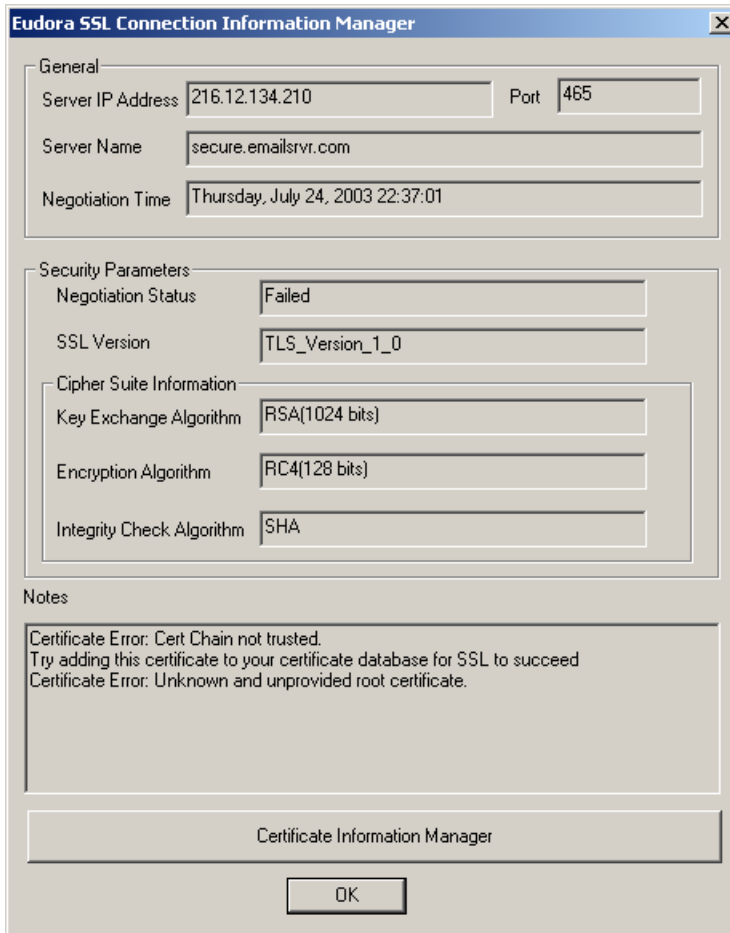 Eudora SSL Connection Information Manager
General
Server IP Address 216.12.134.210 Port 465
Server Name secure.emailsrvr.com
Negotiation Time Thursday, July 24, 2003 22:37:01
Security Parameters
Negotiation Status Failed
SSL Version TLS_Version_1_0
Cipher Suite Information
Key Exchange Algorithm RSA(1024 bits)
Encryption Algorithm RC4(128 bits)
Integrity Check Algorithm SHA
Notes
Certificate Error: Cert Chain not trusted.
Try adding this certificate to your certificate database for SSL to succeed
Certificate Error: Unknown and unprovided root certificate.
Certificate Information Manager
OK